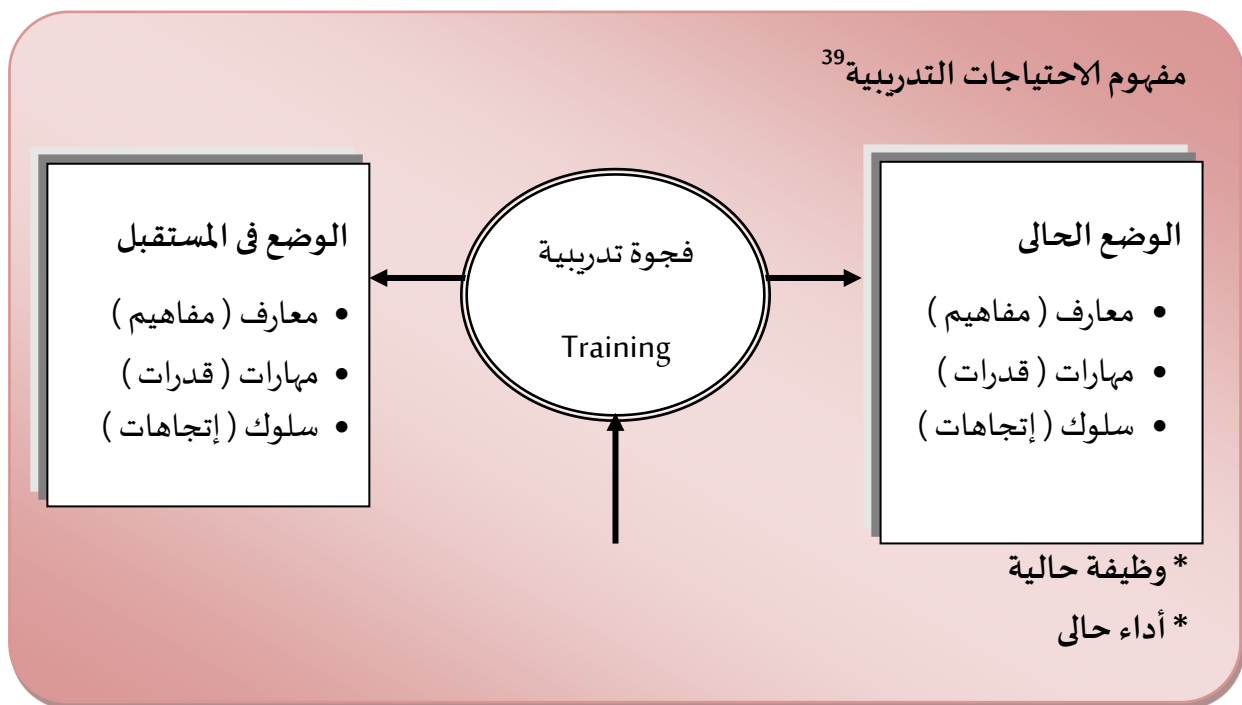 مفهوم الاحتياجات التدريبية39
الوضع الحالى
• معارف ( مفاهيم )
• مهارات ( قدرات )
• سلوك ( إتجاهات )
فجوة تدريبية
Training
الوضع فى المستقبل
• معارف ( مفاهيم )
• مهارات ( قدرات )
• سلوك ( إتجاهات )
* وظيفة حالية
* أداء حالى